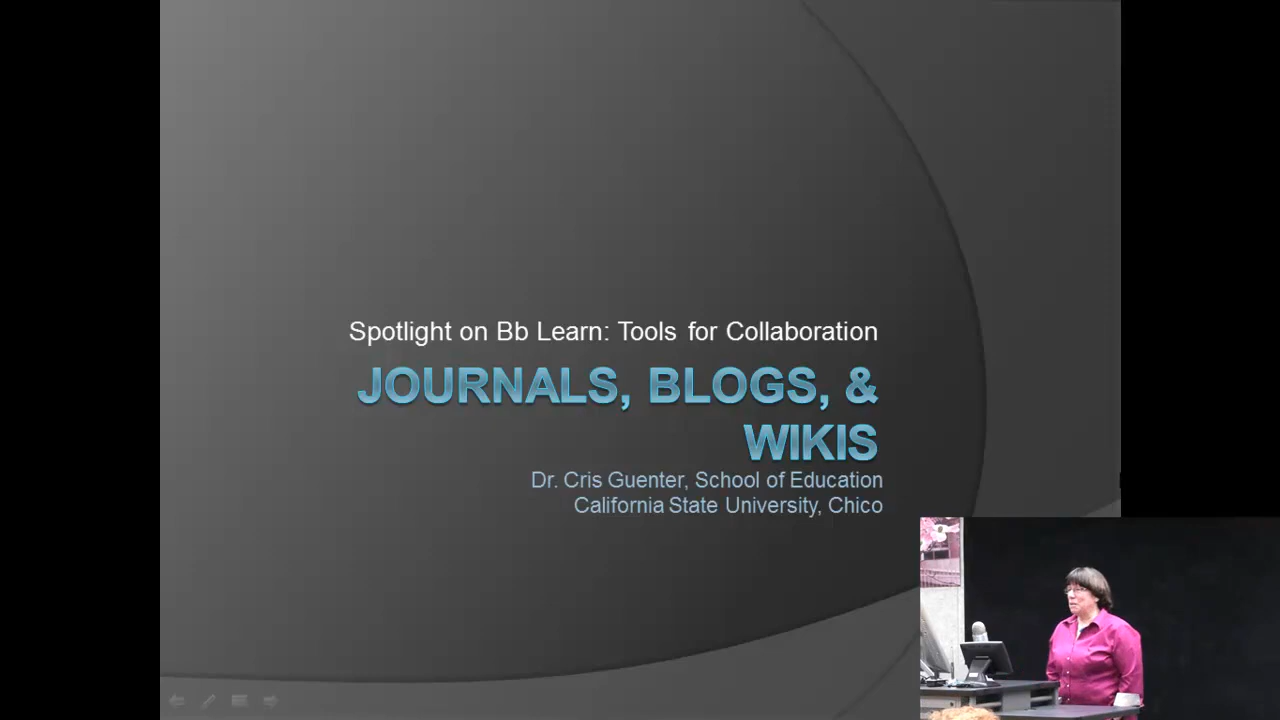 Spotlight on Bb Learn: Tools for Collaboration
JOURNALS, BLOGS, &
WIKIS
Dr. Cris Guenter, School of Education
California State University, Chico